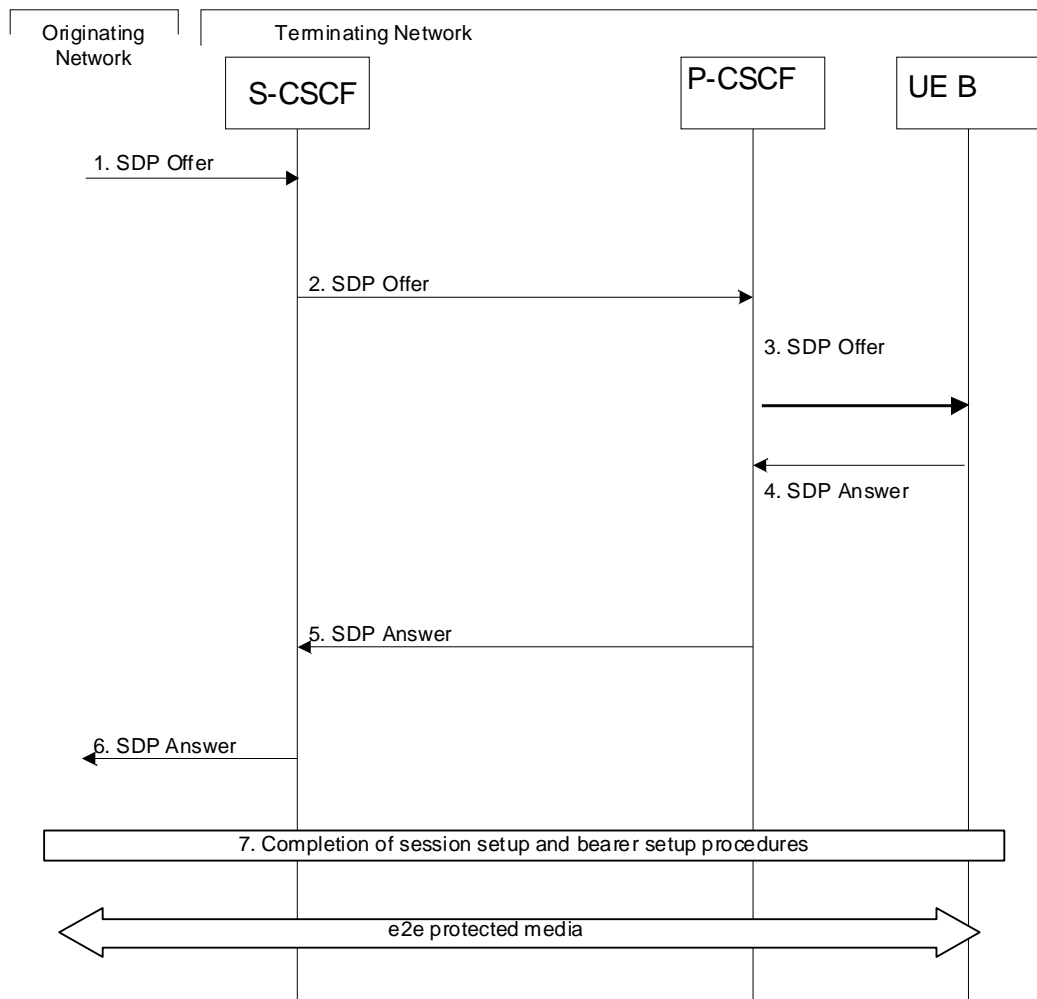 Originating
Network
Terminating Network
S-CSCF
P-CSCF
UE B
1. SDP Offer
2. SDP Offer
3. SDP Offer
4. SDP Answer
5. SDP Answer
6. SDP Answer
7. Completion of session setup and bearer setup procedures
e2e protected media